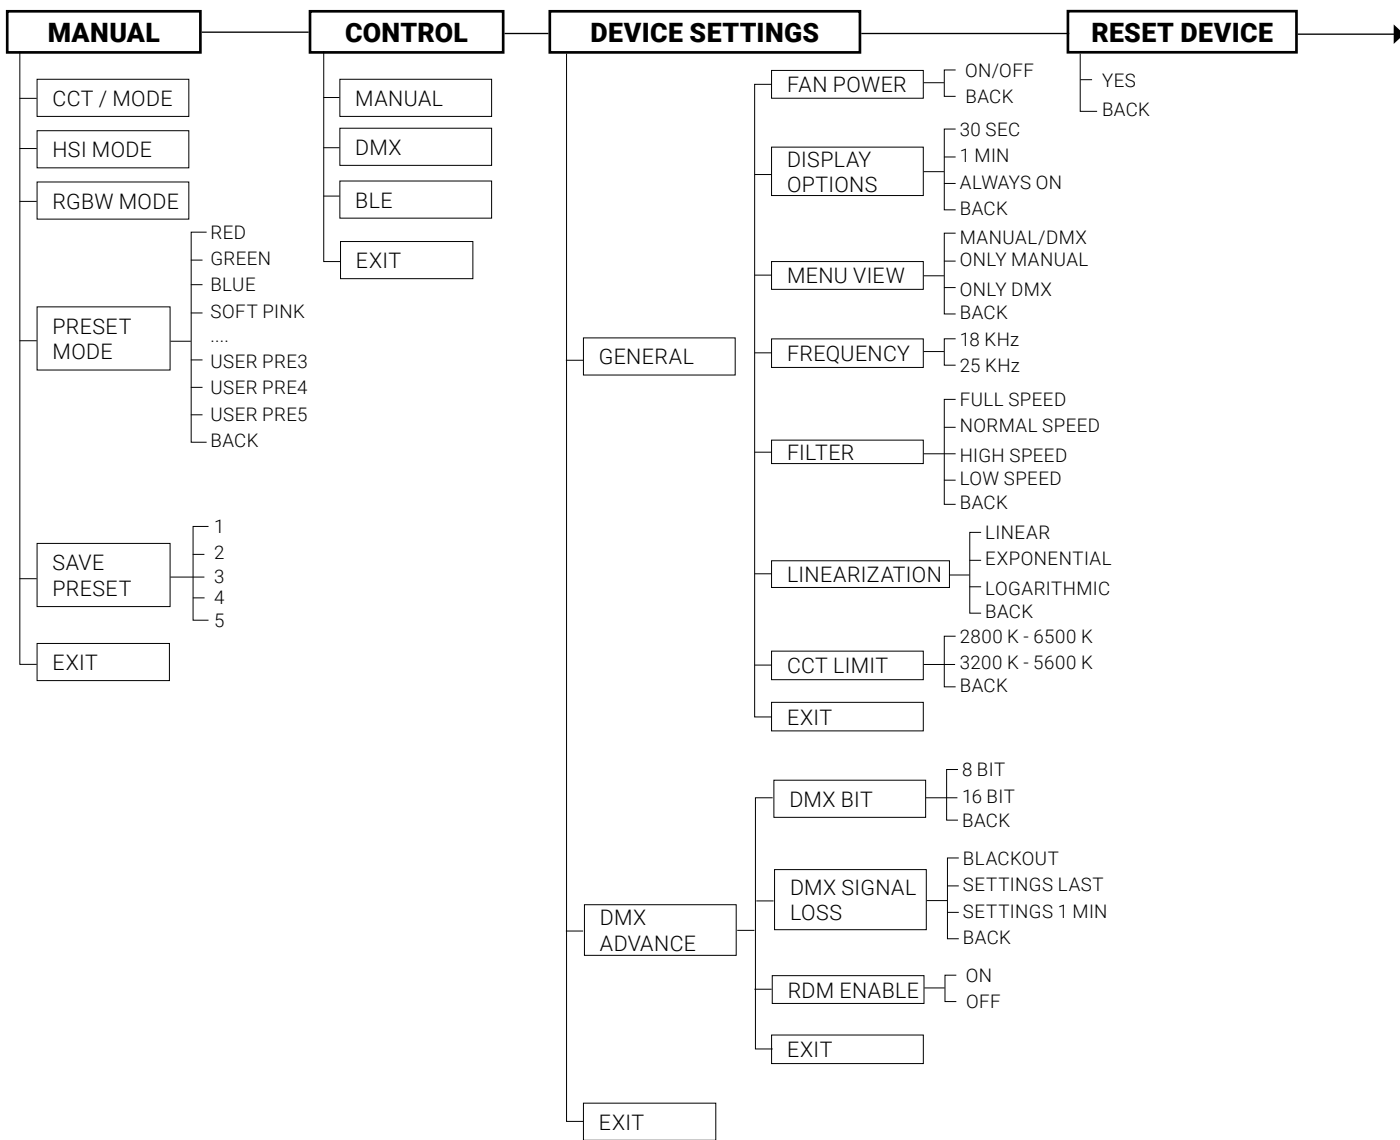 MANUAL
CONTROL
DEVICE SETTINGS
RESET DEVICE
CCT / MODE
HSI MODE
RGBW MODE
PRESET
MODE
RED
GREEN
BLUE
SOFT PINK
....
USER PRE3
USER PRE4
USER PRE5
BACK
SAVE
PRESET
1
2
3
4
5
EXIT
MANUAL
DMX
BLE
EXIT
GENERAL
FAN POWER
ON/OFF
BACK
DISPLAY
OPTIONS
30 SEC
1 MIN
ALWAYS ON
BACK
MENU VIEW
MANUAL/DMX
ONLY MANUAL
ONLY DMX
BACK
FREQUENCY
18 KHz
25 KHz
FILTER
FULL SPEED
NORMAL SPEED
HIGH SPEED
LOW SPEED
BACK
LINEARIZATION
LINEAR
EXPONENTIAL
LOGARITHMIC
BACK
CCT LIMIT
2800 K - 6500 K
3200 K - 5600 K
BACK
EXIT
DMX
ADVANCE
DMX BIT
8 BIT
16 BIT
BACK
DMX SIGNAL
LOSS
BLACKOUT
SETTINGS LAST
SETTINGS 1 MIN
BACK
RDM ENABLE
ON
OFF
EXIT
EXIT
YES
BACK